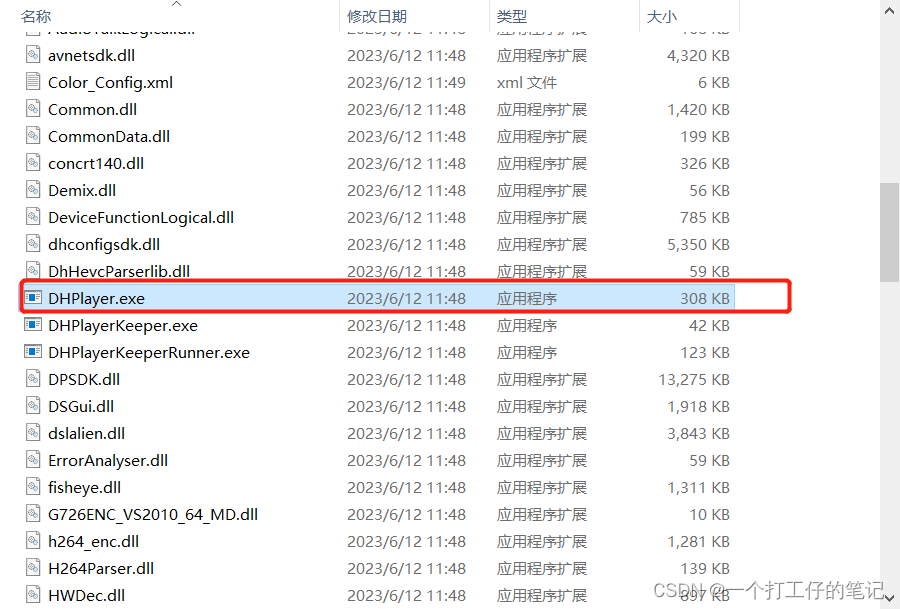 名称 修改日期 类型 大小
avnetsdk.dll 2023/6/12 11:48 应用程序扩展 4,320 KB
Color_Config.xml 2023/6/12 11:49 xml 文件 6 KB
Common.dll 2023/6/12 11:48 应用程序扩展 1,420 KB
CommonData.dll 2023/6/12 11:48 应用程序扩展 199 KB
concrt140.dll 2023/6/12 11:48 应用程序扩展 326 KB
Demix.dll 2023/6/12 11:48 应用程序扩展 56 KB
DeviceFunctionLogical.dll 2023/6/12 11:48 应用程序扩展 785 KB
dhconfigsdk.dll 2023/6/12 11:48 应用程序扩展 5,350 KB
DhHevcParserlib.dll 2023/6/12 11:48 应用程序扩展 59 KB
DHPlayer.exe 2023/6/12 11:48 应用程序 308 KB
DHPlayerKeeper.exe 2023/6/12 11:48 应用程序 42 KB
DHPlayerKeeperRunner.exe 2023/6/12 11:48 应用程序 123 KB
DPSDK.dll 2023/6/12 11:48 应用程序扩展 13,275 KB
DSGui.dll 2023/6/12 11:48 应用程序扩展 1,918 KB
dslalien.dll 2023/6/12 11:48 应用程序扩展 3,843 KB
ErrorAnalyser.dll 2023/6/12 11:48 应用程序扩展 59 KB
fisheye.dll 2023/6/12 11:48 应用程序扩展 1,311 KB
G726ENC_VS2010_64_MD.dll 2023/6/12 11:48 应用程序扩展 10 KB
h264_enc.dll 2023/6/12 11:48 应用程序扩展 1,281 KB
H264Parser.dll 2023/6/12 11:48 应用程序扩展 139 KB
HWDec.dll 2023/6/12 11:48 应用程序扩展 897 KB
CSDN @一个打工仔的笔记